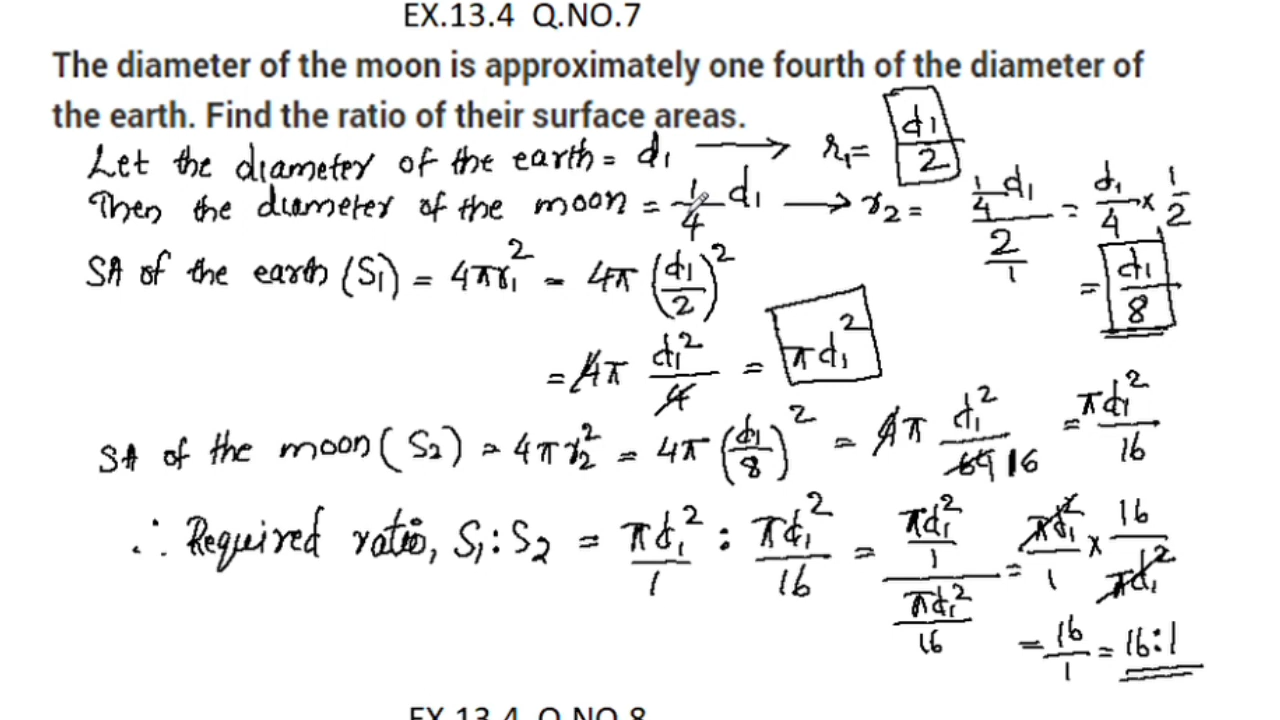 EX.13.4 Q.NO.7
The diameter of the moon is approximately one fourth of the diameter of
the earth. Find the ratio of their surface areas.
Let the diameter of the earth = d₁ → r₁ = d₁/2
Then the diameter of the moon = 1/4 d₁ → r₂ = (1/4 d₁)/(2/1) = d₁/4 × 1/2
= d₁/8
SA of the earth (S₁) = 4πr₁² = 4π (d₁/2)²
= 4π d₁²/4 = πd₁²
SA of the moon (S₂) = 4πr₂² = 4π (d₁/8)² = 4π d₁²/64 16 = πd₁²/16
∴ Required ratio, S₁:S₂ = πd₁²/1 : πd₁²/16 = (πd₁²/1)/(πd₁²/16) = πd₁²/1 × 16/πd₁²
= 16/1 = 16:1
EX.13.4 Q.NO.8